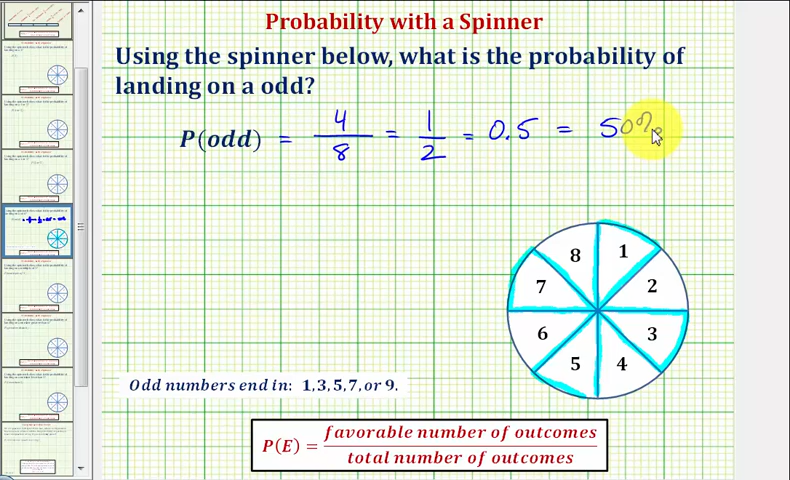 Probability with a Spinner
Using the spinner below, what is the probability of
landing on a odd?
P(odd) = 4/8 = 1/2 = 0.5 = 50%
8 1
7 2
6 3
5 4
Odd numbers end in: 1,3,5,7,or 9.
P(E) = favorable number of outcomes / total number of outcomes